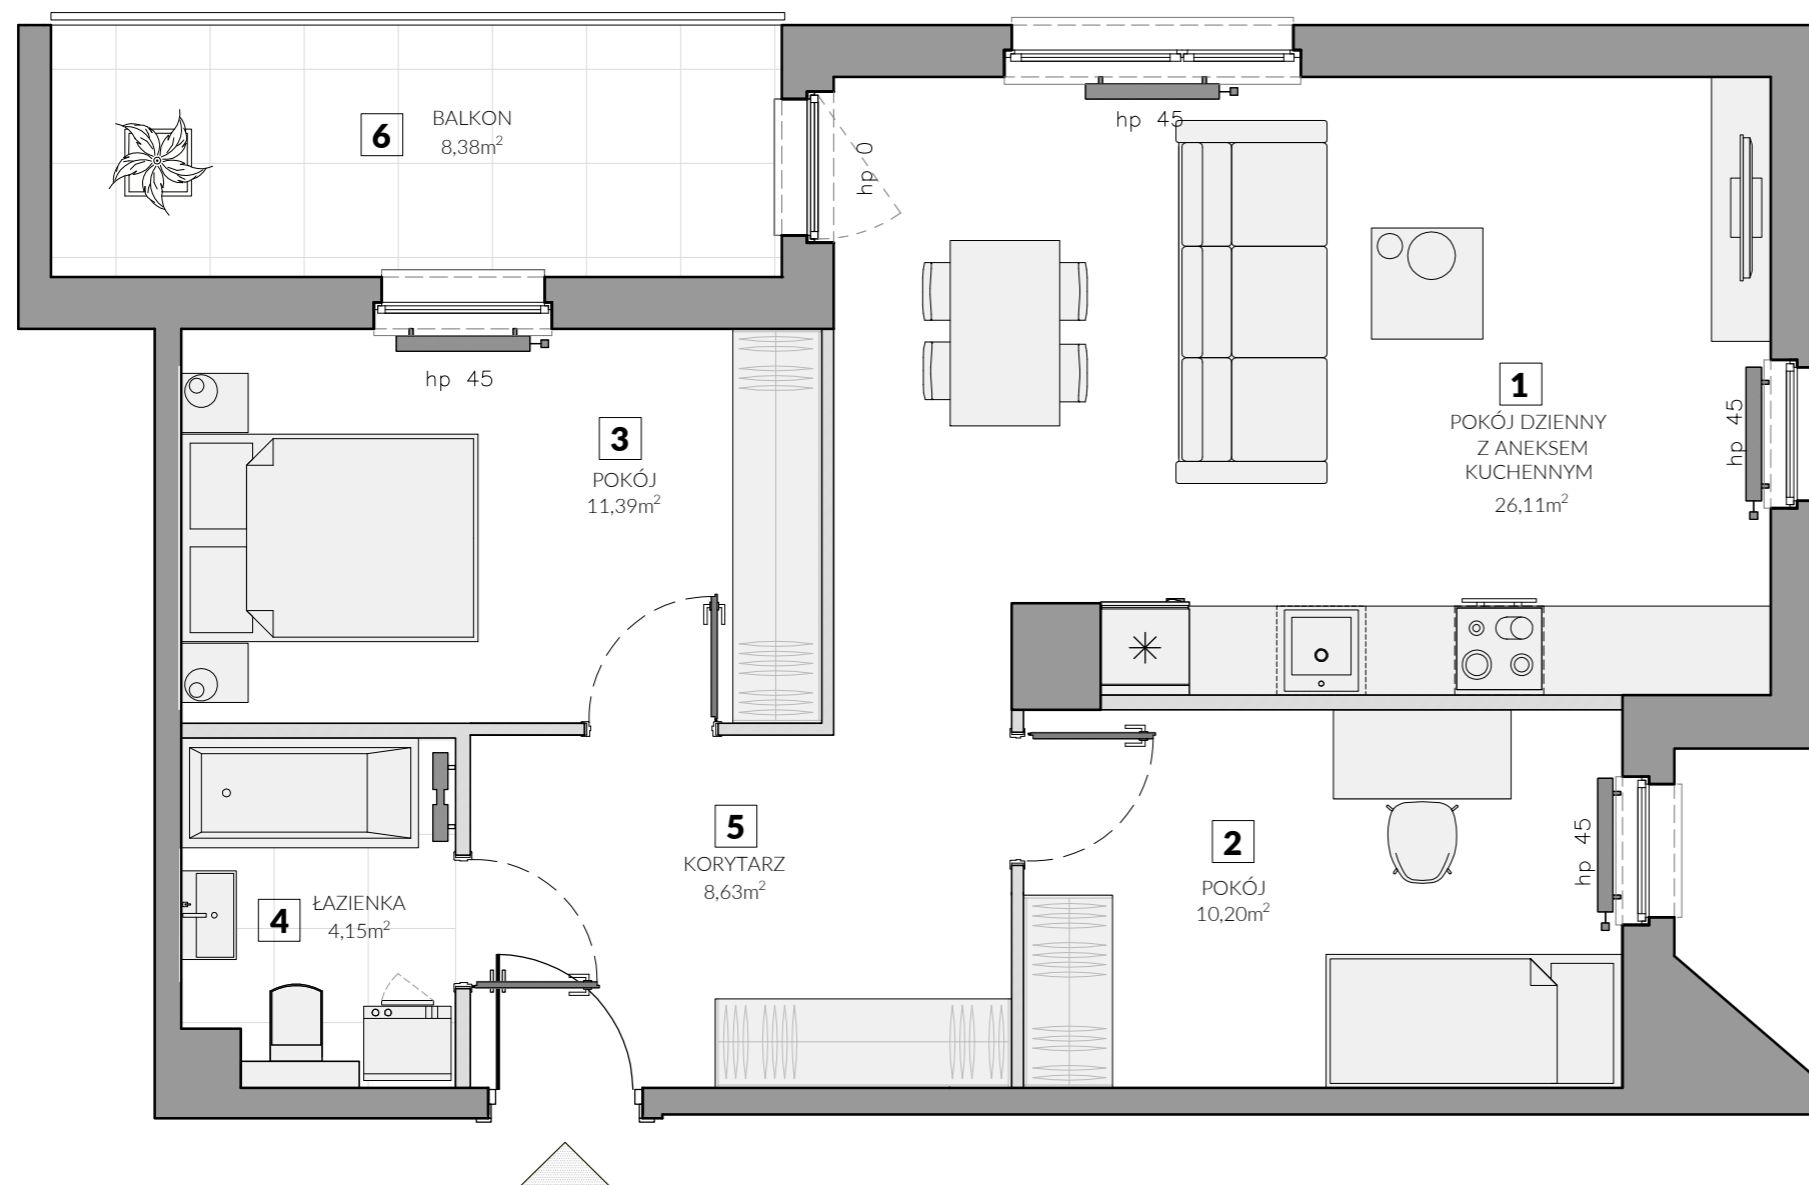 6
BALKON
8,38m²
hp 0
hp 45
hp 45
3
POKÓJ
11,39m²
1
POKÓJ DZIENNY
Z ANEKSEM
KUCHENNYM
26,11m²
hp 45
5
KORYTARZ
8,63m²
2
POKÓJ
10,20m²
hp 45
4
ŁAZIENKA
4,15m²